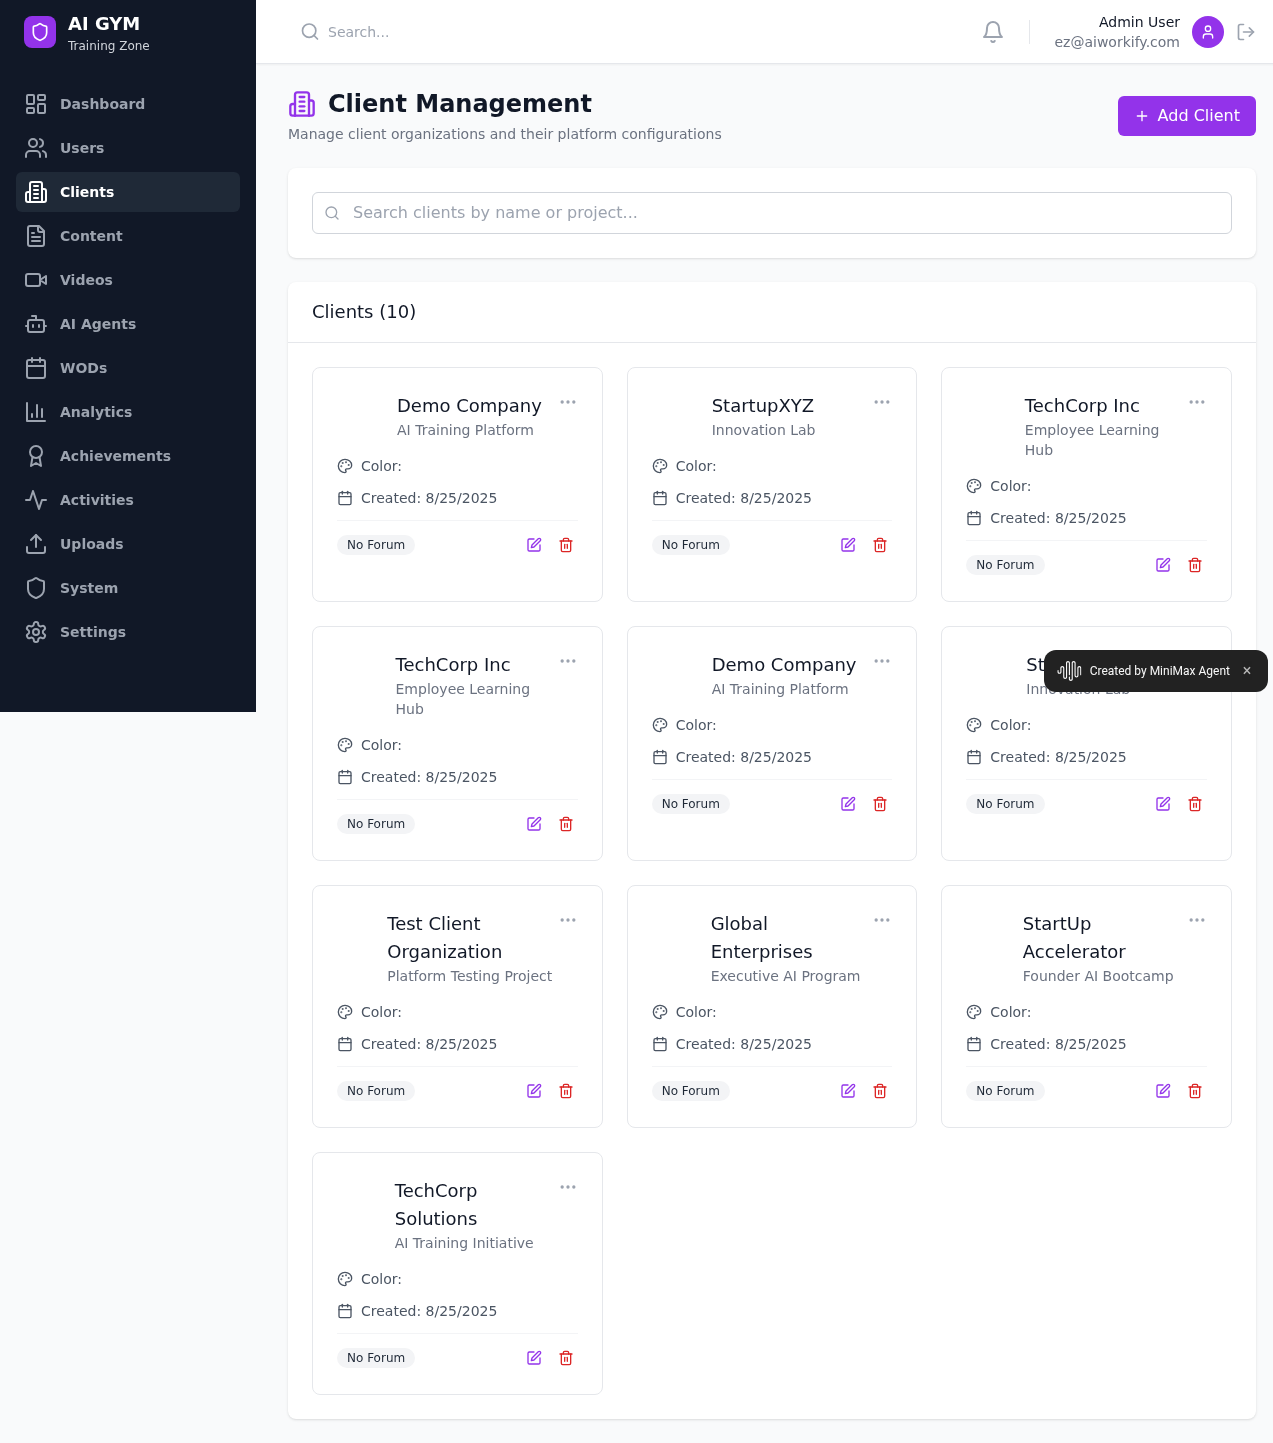 AI GYM
Training Zone
Dashboard
Users
Clients
Content
Videos
AI Agents
WODs
Analytics
Achievements
Activities
Uploads
System
Settings
Search...
Admin User
ez@aiworkify.com
Client Management
Manage client organizations and their platform configurations
Add Client
Search clients by name or project...
Clients (10)
Demo Company
AI Training Platform
Color:
Created: 8/25/2025
No Forum
StartupXYZ
Innovation Lab
Color:
Created: 8/25/2025
No Forum
TechCorp Inc
Employee Learning
Hub
Color:
Created: 8/25/2025
No Forum
TechCorp Inc
Employee Learning
Hub
Color:
Created: 8/25/2025
No Forum
Demo Company
AI Training Platform
Color:
Created: 8/25/2025
No Forum
Innovation Lab
Color:
Created: 8/25/2025
No Forum
Created by MiniMax Agent
Test Client
Organization
Platform Testing Project
Color:
Created: 8/25/2025
No Forum
Global
Enterprises
Executive AI Program
Color:
Created: 8/25/2025
No Forum
StartUp
Accelerator
Founder AI Bootcamp
Color:
Created: 8/25/2025
No Forum
TechCorp
Solutions
AI Training Initiative
Color:
Created: 8/25/2025
No Forum